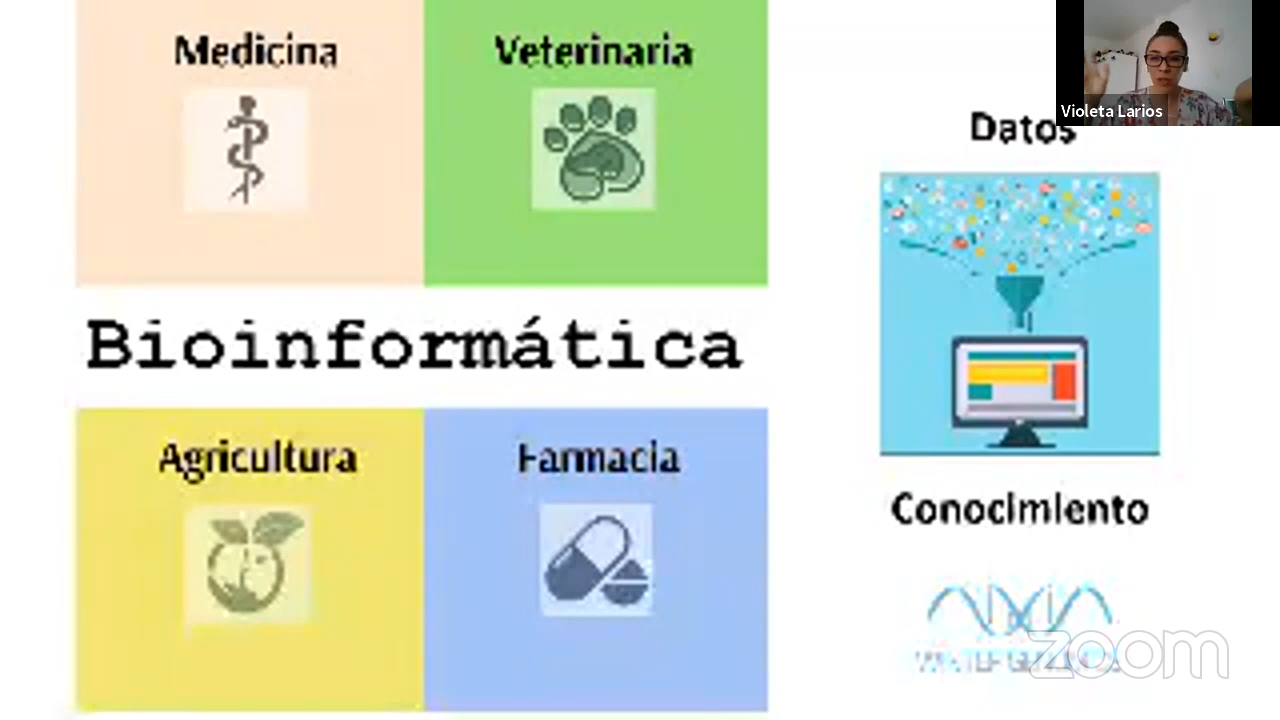 Medicina
Veterinaria
Bioinformática
Agricultura
Farmacia
Violeta Larios
Datos
Conocimiento
zoom